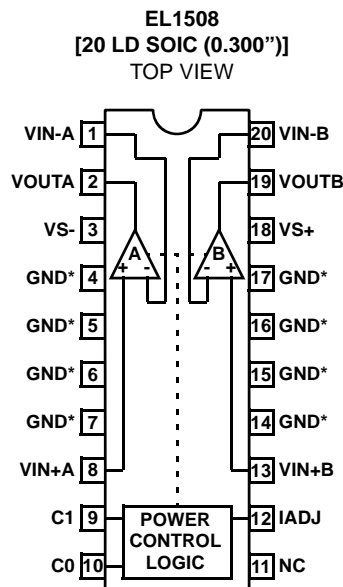 EL1508
[20 LD SOIC (0.300”)]
TOP VIEW
VIN-A 1 20 VIN-B
VOUTA 2 19 VOUTB
VS- 3 18 VS+
A B
+ - - +
GND* 4 17 GND*
GND* 5 16 GND*
GND* 6 15 GND*
GND* 7 14 GND*
VIN+A 8 13 VIN+B
C1 9 POWER 12 IADJ
CONTROL
C0 10 LOGIC 11 NC